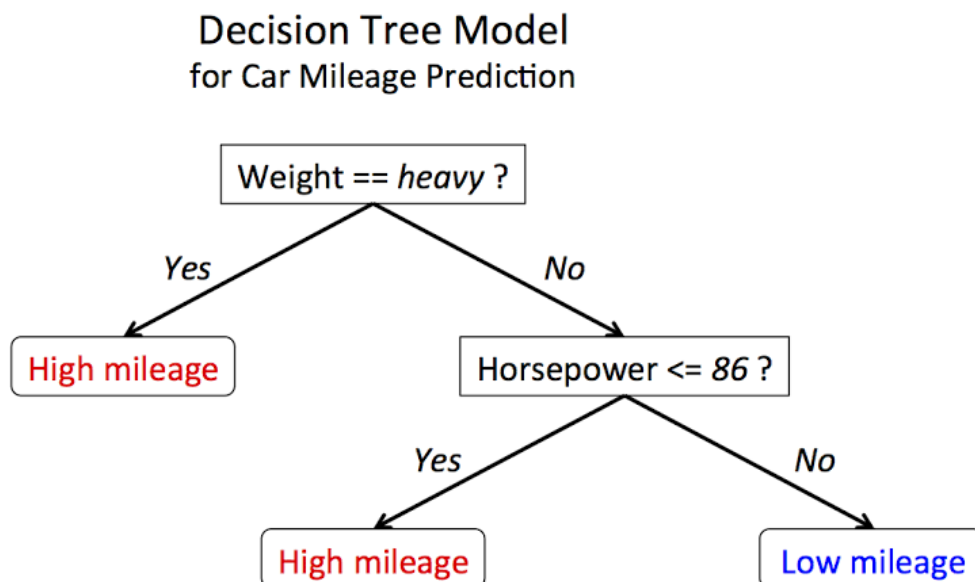 Decision Tree Model
for Car Mileage Prediction
Weight == heavy ?
Yes
No
High mileage
Horsepower <= 86 ?
Yes
No
High mileage
Low mileage